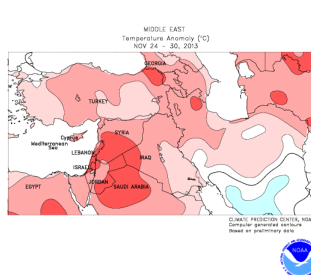 MIDDLE EAST
Temperature Anomaly (°C)
NOV 24 - 30, 2013
GEORGIA
TURKEY
Cyprus
SYRIA
Mediterranean
Sea
LEBANON
IRAQ
ISRAEL
JORDAN
EGYPT
SAUDI ARABIA
CLIMATE PREDICTION CENTER, NOA
Computer generated contours
Based on preliminary data
NOAA